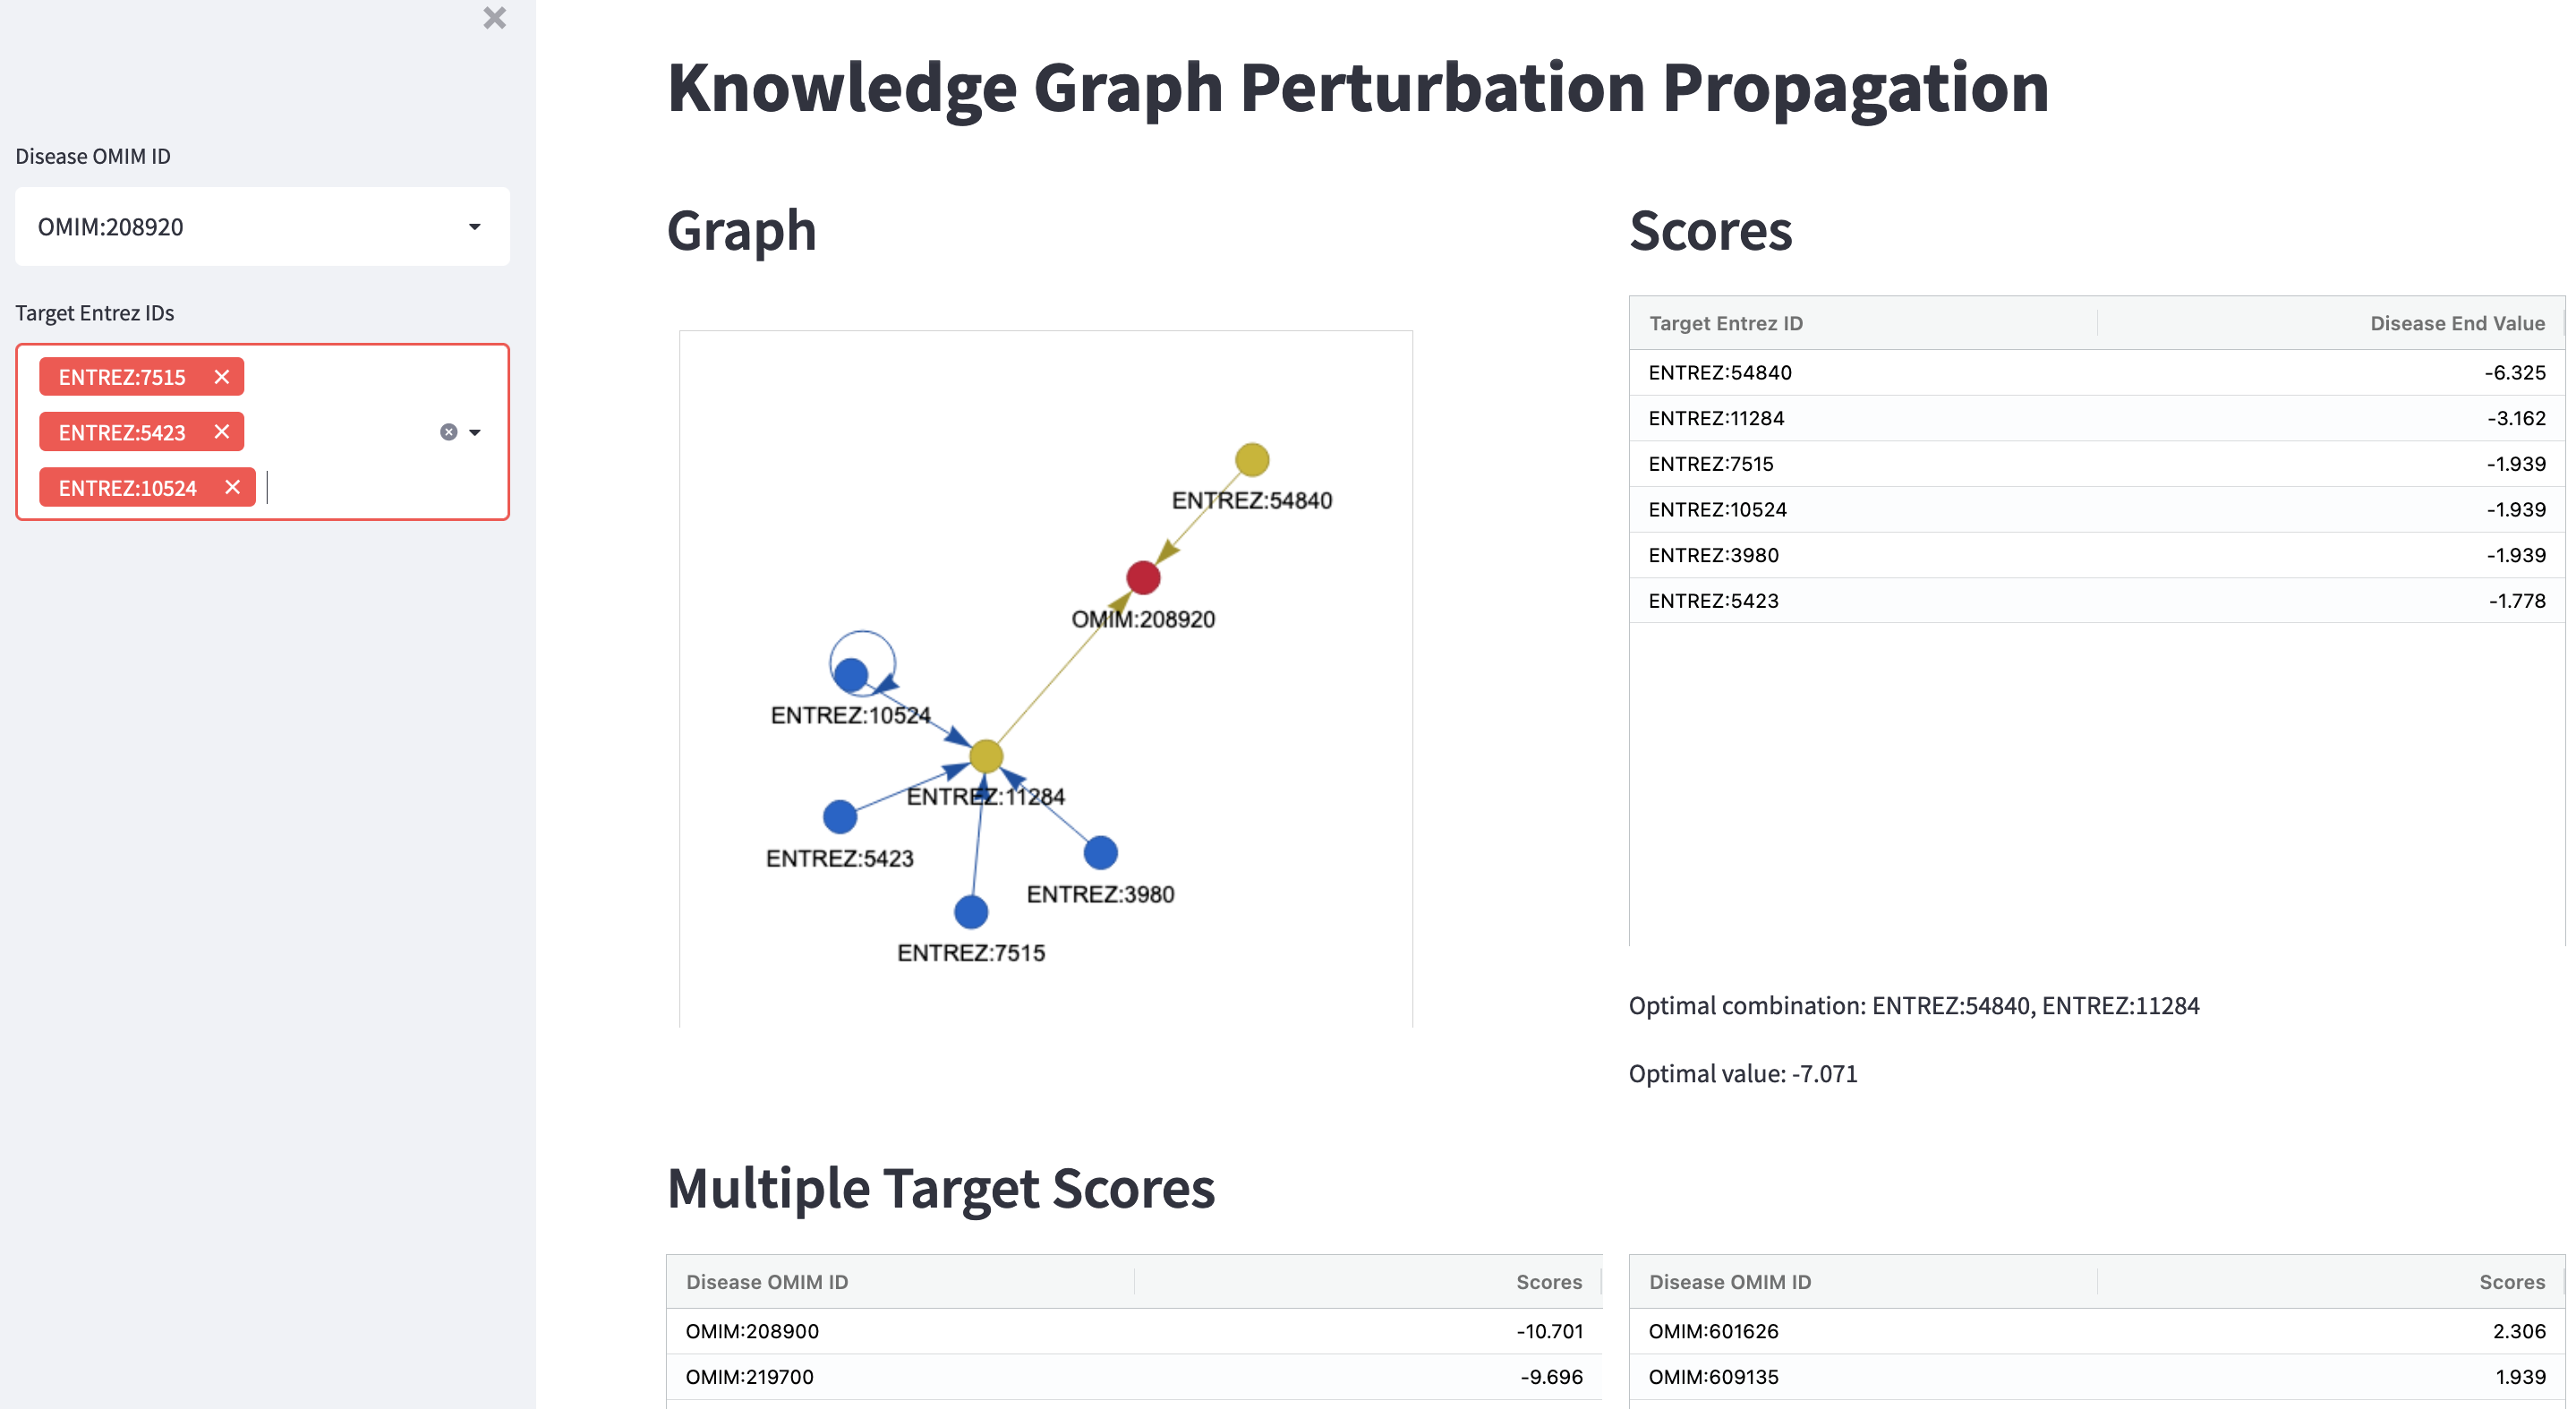 Disease OMIM ID
OMIM:208920
Target Entrez IDs
ENTREZ:7515
ENTREZ:5423
ENTREZ:10524
Knowledge Graph Perturbation Propagation
Graph
ENTREZ:54840
OMIM:208920
ENTREZ:10524
ENTREZ:11284
ENTREZ:5423
ENTREZ:3980
ENTREZ:7515
Scores
Target Entrez ID Disease End Value
ENTREZ:54840 -6.325
ENTREZ:11284 -3.162
ENTREZ:7515 -1.939
ENTREZ:10524 -1.939
ENTREZ:3980 -1.939
ENTREZ:5423 -1.778
Optimal combination: ENTREZ:54840, ENTREZ:11284
Optimal value: -7.071
Multiple Target Scores
Disease OMIM ID Scores
OMIM:208900 -10.701
OMIM:219700 -9.696
Disease OMIM ID Scores
OMIM:601626 2.306
OMIM:609135 1.939